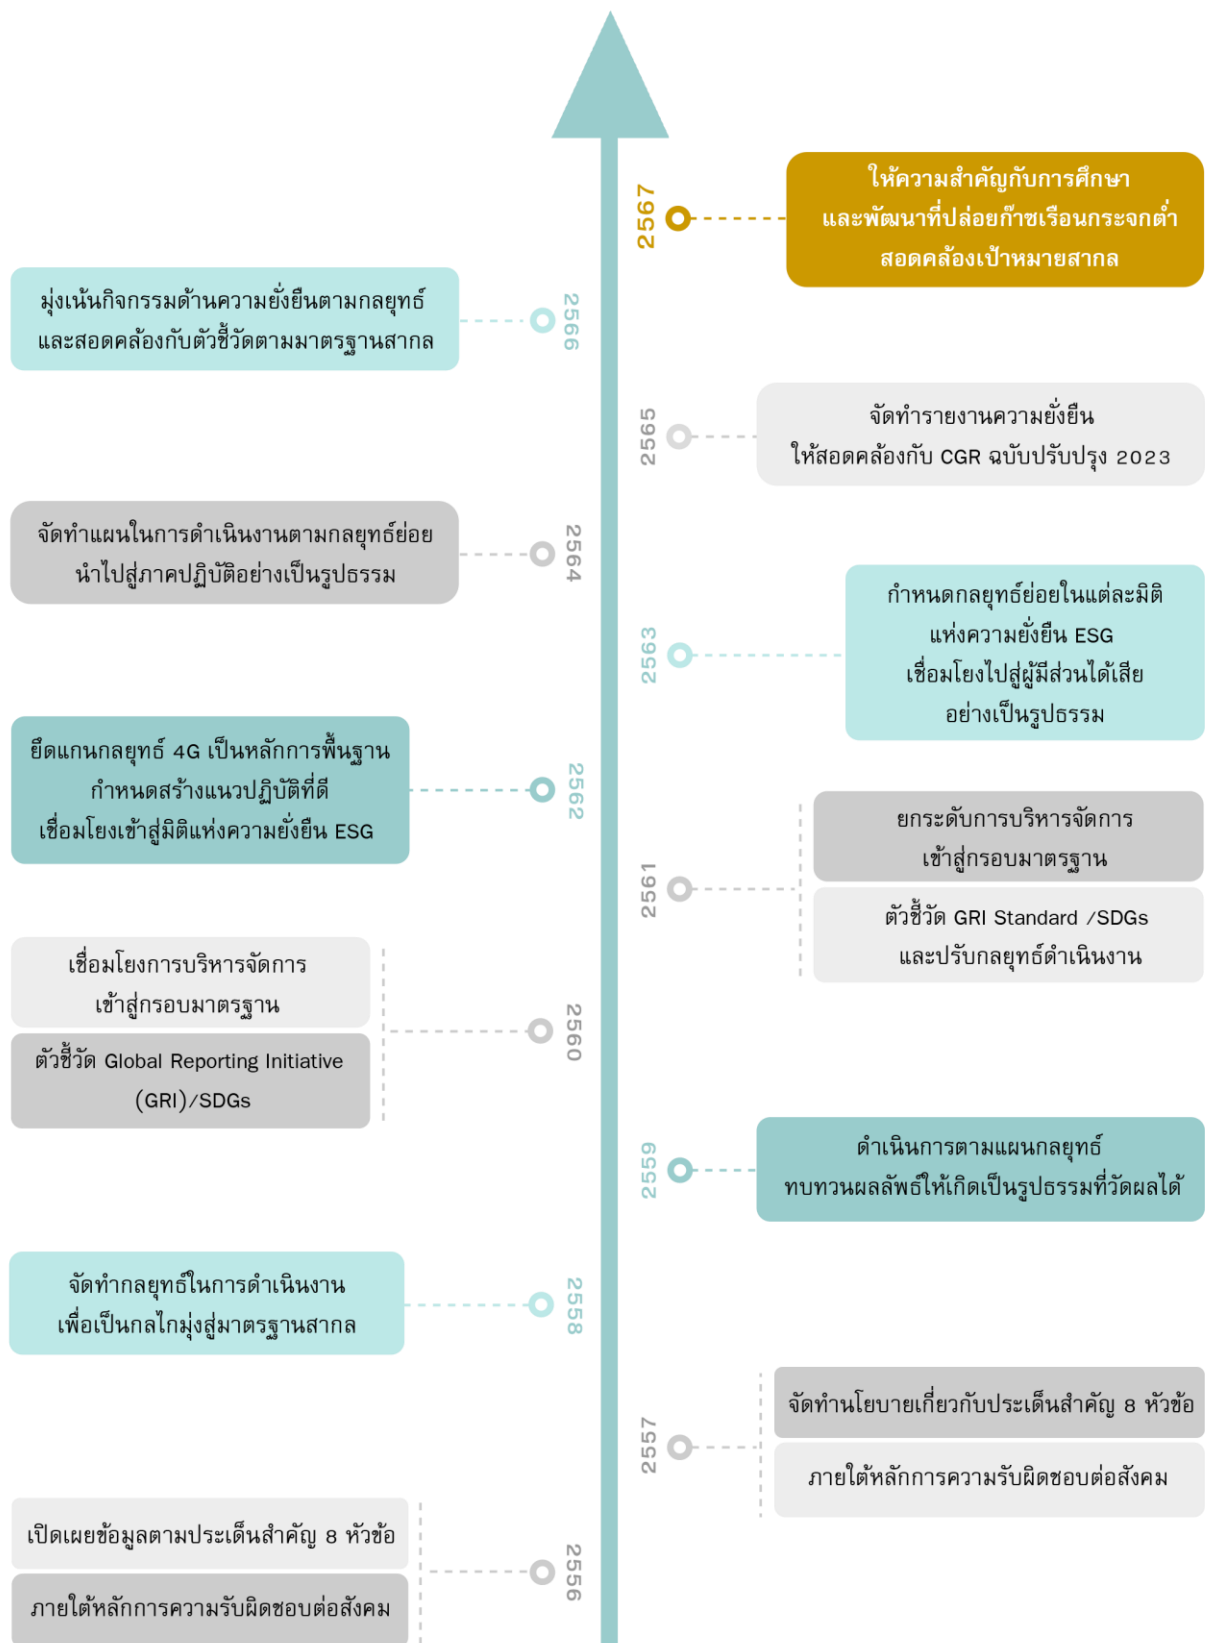 2567
ให้ความสำคัญกับการศึกษา
และพัฒนาที่ปล่อยก๊าซเรือนกระจกต่ำ
สอดคล้องเป้าหมายสากล
2566
มุ่งเน้นกิจกรรมด้านความยั่งยืนตามกลยุทธ์
และสอดคล้องกับตัวชี้วัดตามมาตรฐานสากล
2565
จัดทำรายงานความยั่งยืน
ให้สอดคล้องกับ CGR ฉบับปรับปรุง 2023
2564
จัดทำแผนในการดำเนินงานตามกลยุทธ์ย่อย
นำไปสู่ภาคปฏิบัติอย่างเป็นรูปธรรม
2563
กำหนดกลยุทธ์ย่อยในแต่ละมิติ
แห่งความยั่งยืน ESG
เชื่อมโยงไปสู่ผู้มีส่วนได้เสีย
อย่างเป็นรูปธรรม
2562
ยึดแกนกลยุทธ์ 4G เป็นหลักการพื้นฐาน
กำหนดสร้างแนวปฏิบัติที่ดี
เชื่อมโยงเข้าสู่มิติแห่งความยั่งยืน ESG
2561
ยกระดับการบริหารจัดการ
เข้าสู่กรอบมาตรฐาน
ตัวชี้วัด GRI Standard /SDGs
และปรับกลยุทธ์ดำเนินงาน
2560
เชื่อมโยงการบริหารจัดการ
เข้าสู่กรอบมาตรฐาน
ตัวชี้วัด Global Reporting Initiative
(GRI)/SDGs
2559
ดำเนินการตามแผนกลยุทธ์
ทบทวนผลลัพธ์ให้เกิดเป็นรูปธรรมที่วัดผลได้
2558
จัดทำกลยุทธ์ในการดำเนินงาน
เพื่อเป็นกลไกมุ่งสู่มาตรฐานสากล
2557
จัดทำนโยบายเกี่ยวกับประเด็นสำคัญ 8 หัวข้อ
ภายใต้หลักการความรับผิดชอบต่อสังคม
2556
เปิดเผยข้อมูลตามประเด็นสำคัญ 8 หัวข้อ
ภายใต้หลักการความรับผิดชอบต่อสังคม